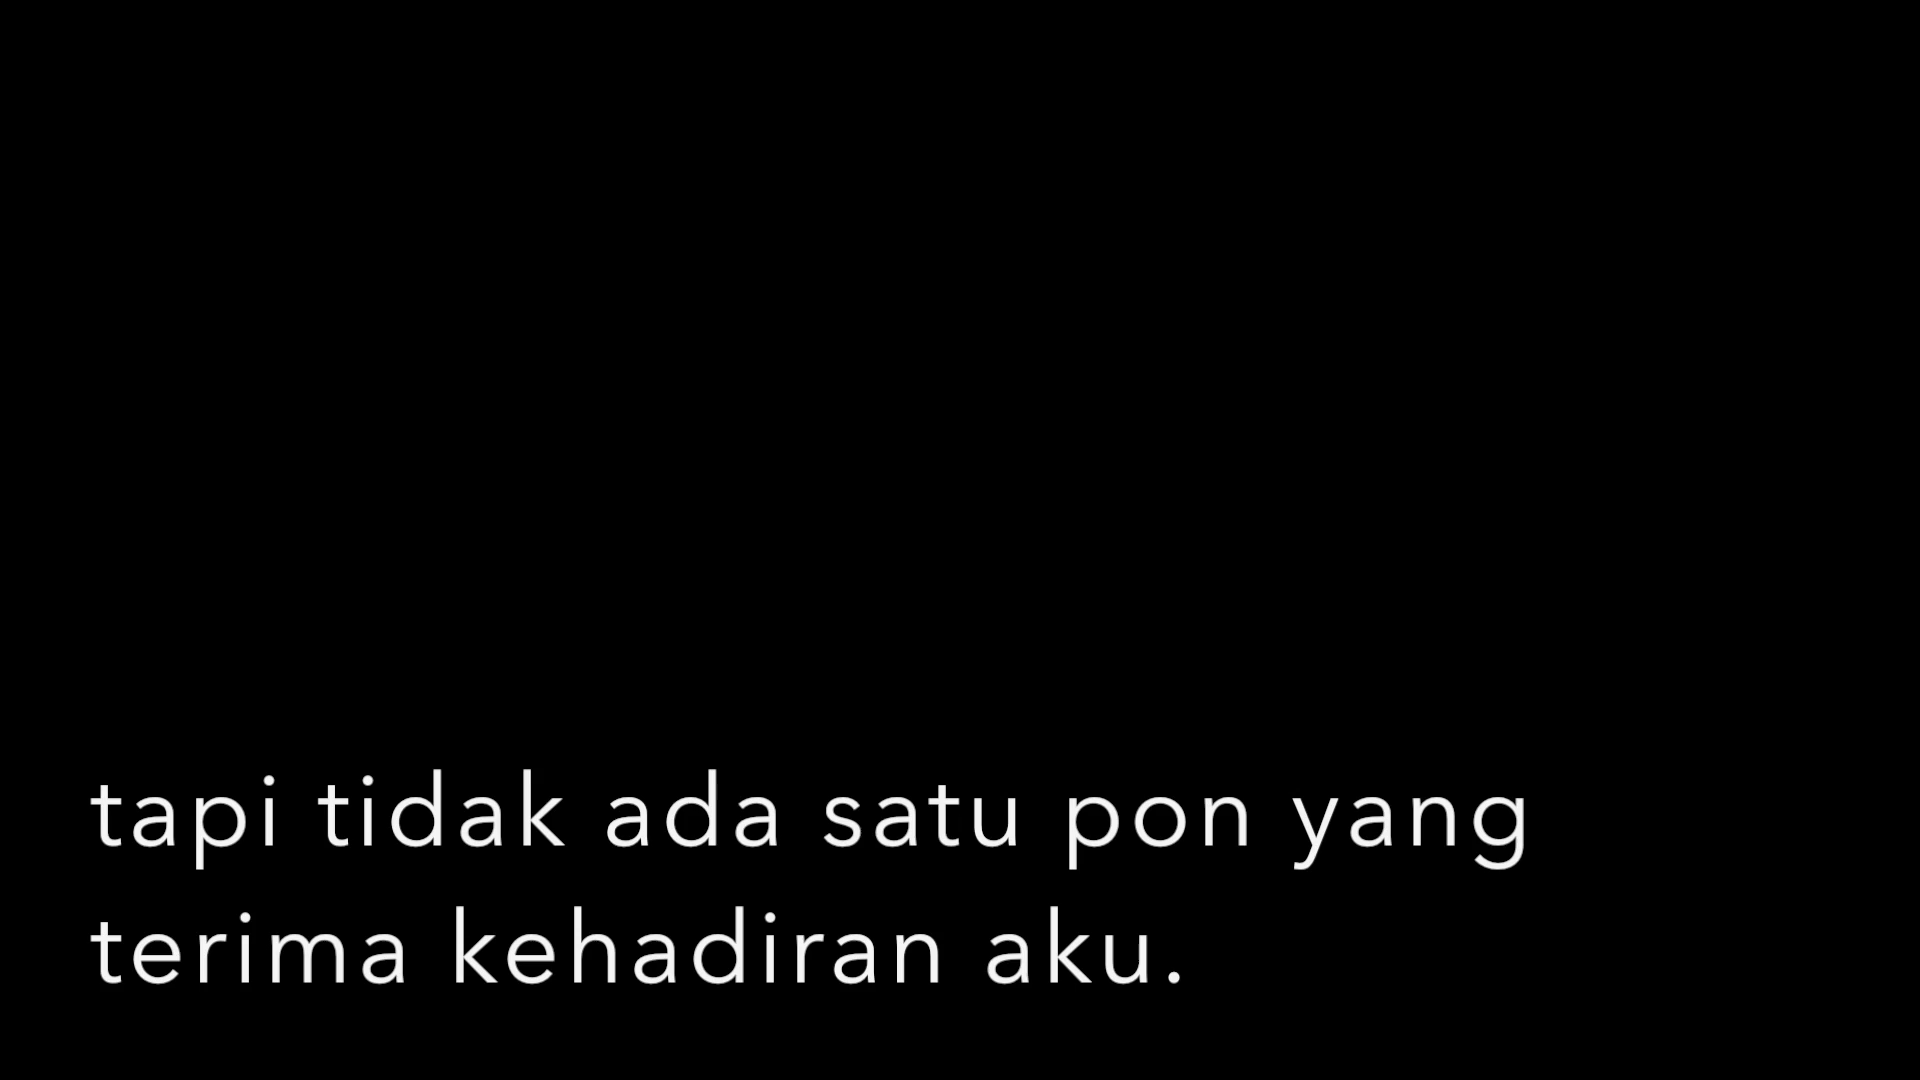 tapi tidak ada satu pon yang
terima kehadiran aku.